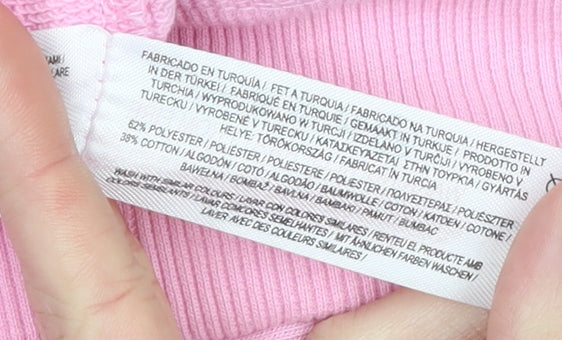 AMI /
LARE
FABRICADO EN TURQUÍA / FET A TURQUIA / FABRICADO NA TURQUIA / HERGESTELLT
IN DER TÜRKEI / FABRIQUÉ EN TURQUIE / GEMAAKT IN TURKIJE / PRODOTTO IN
TURCHIA / WYPRODUKOWANO W TURCJI / IZDELANO V TURČIJI / VYROBENO V
TURECKU / VYROBENÉ V TURECKU / ΣΤΗΝ ΤΟΥΡΚΙΑ / GYÁRTÁS
HELYE: TÖRÖKORSZÁG / FABRICAT ÎN TURCIA
62% POLYESTER / POLIÉSTER / POLIÈSTER / POLIESTERE / POLIÉSZTER
38% COTTON / ALGODÓN / COTÓ / ALGODÃO / BAUMWOLLE / COTON / KATOEN / COTONE /
BAWEŁNA / BOMBAŽ / BAVLNA / BAMBAKI / PAMUT / BUMBAC
WASH WITH SIMILAR COLOURS / LAVAR CON COLORES SIMILARES / RENTEU EL PRODUCTE AMB
COLORS SEMBLANTS / LAVAR COM CORES SEMELHANTES / MIT ÄHNLICHEN FARBEN WASCHEN /
LAVER AVEC DES COULEURS SIMILAIRES /